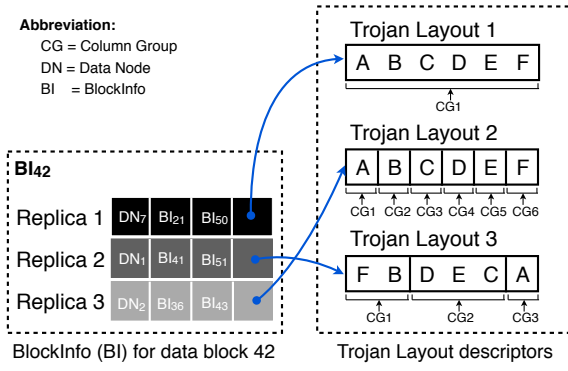 Abbreviation:
CG = Column Group
DN = Data Node
BI = BlockInfo
BI42
Replica 1 DN7 BI21 BI50
Replica 2 DN1 BI41 BI51
Replica 3 DN2 BI36 BI43
BlockInfo (BI) for data block 42
Trojan Layout 1
A B C D E F
CG1
Trojan Layout 2
A B C D E F
CG1 CG2 CG3 CG4 CG5 CG6
Trojan Layout 3
F B D E C A
CG1 CG2 CG3
Trojan Layout descriptors